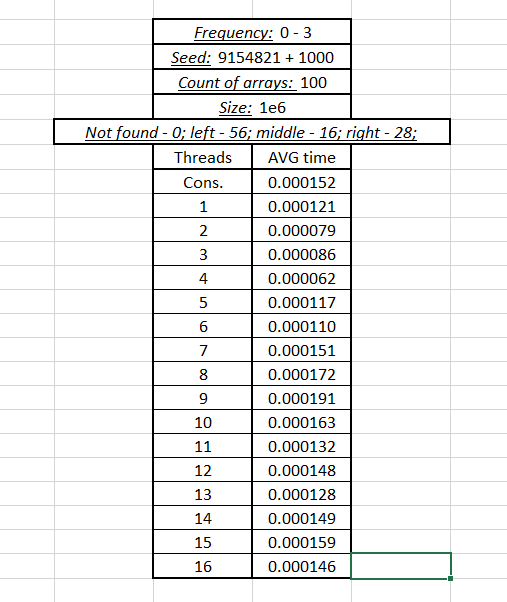 Frequency: 0 - 3
Seed: 9154821 + 1000
Count of arrays: 100
Size: 1e6
Not found - 0; left - 56; middle - 16; right - 28;
Threads AVG time
Cons. 0.000152
1 0.000121
2 0.000079
3 0.000086
4 0.000062
5 0.000117
6 0.000110
7 0.000151
8 0.000172
9 0.000191
10 0.000163
11 0.000132
12 0.000148
13 0.000128
14 0.000149
15 0.000159
16 0.000146